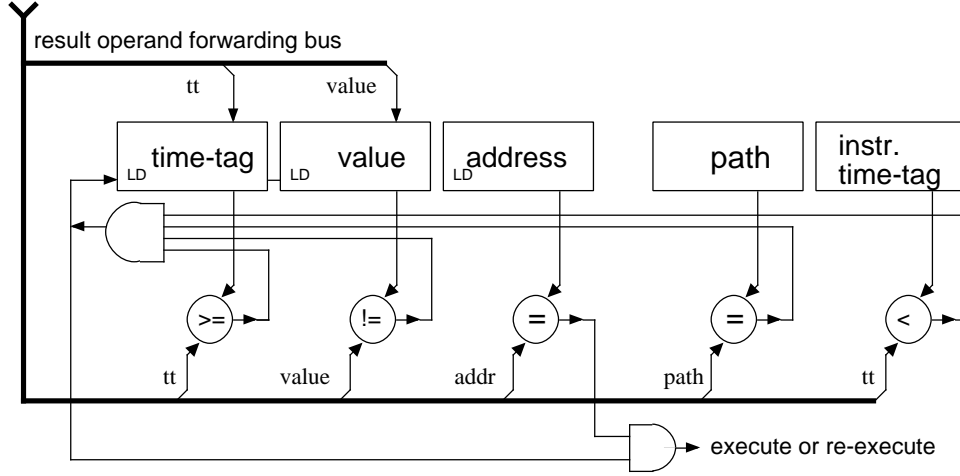 result operand forwarding bus
tt
value
time-tag
LD
value
LD
address
LD
path
instr.
time-tag
>=
!=
=
=
<
tt
value
addr
path
tt
execute or re-execute